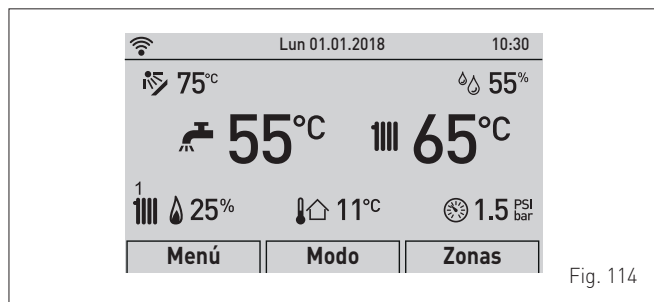 Lun 01.01.2018 10:30
75°C 55%
55°C 65°C
1
25% 11°C 1.5 PSI bar
Menú Modo Zonas
Fig. 114